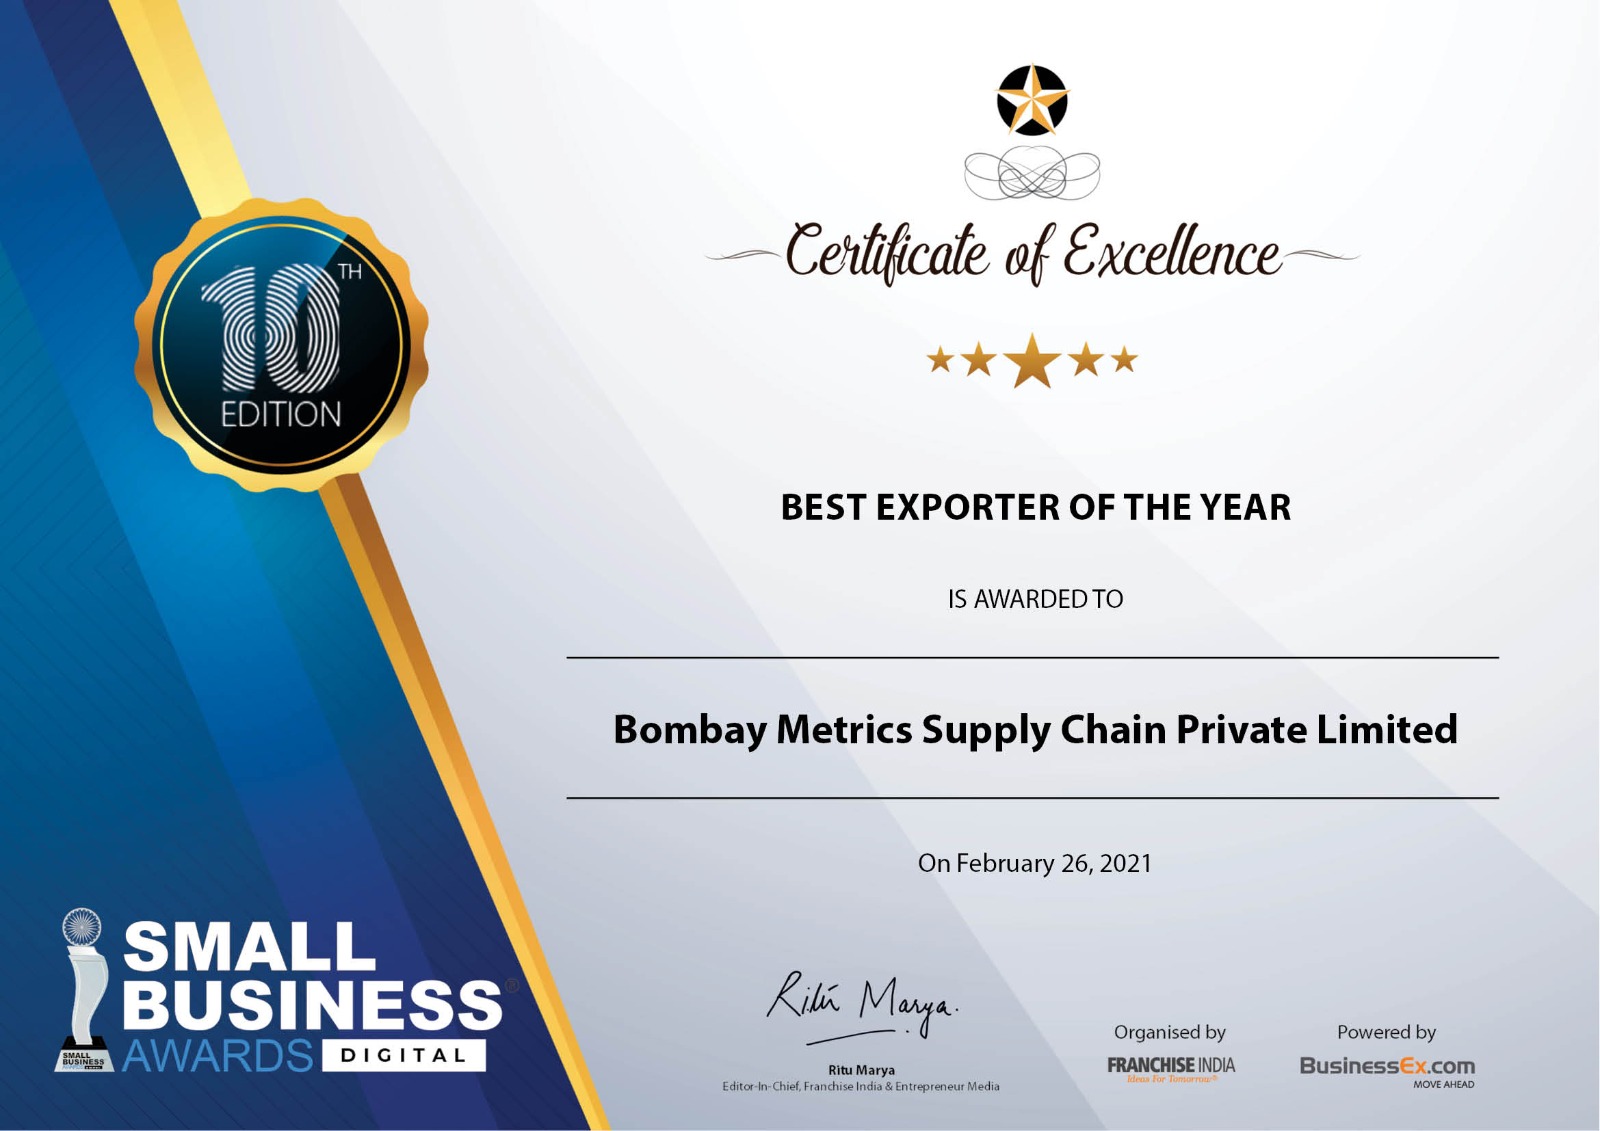 10TH
EDITION
Certificate of Excellence
BEST EXPORTER OF THE YEAR
IS AWARDED TO
Bombay Metrics Supply Chain Private Limited
On February 26, 2021
SMALL
BUSINESS®
AWARDS DIGITAL
SMALL
BUSINESS
Ritu Marya.
Ritu Marya
Editor-In-Chief, Franchise India & Entrepreneur Media
Organised by
FRANCHISE INDIA
Ideas For Tomorrow®
Powered by
BusinessEx.com
MOVE AHEAD